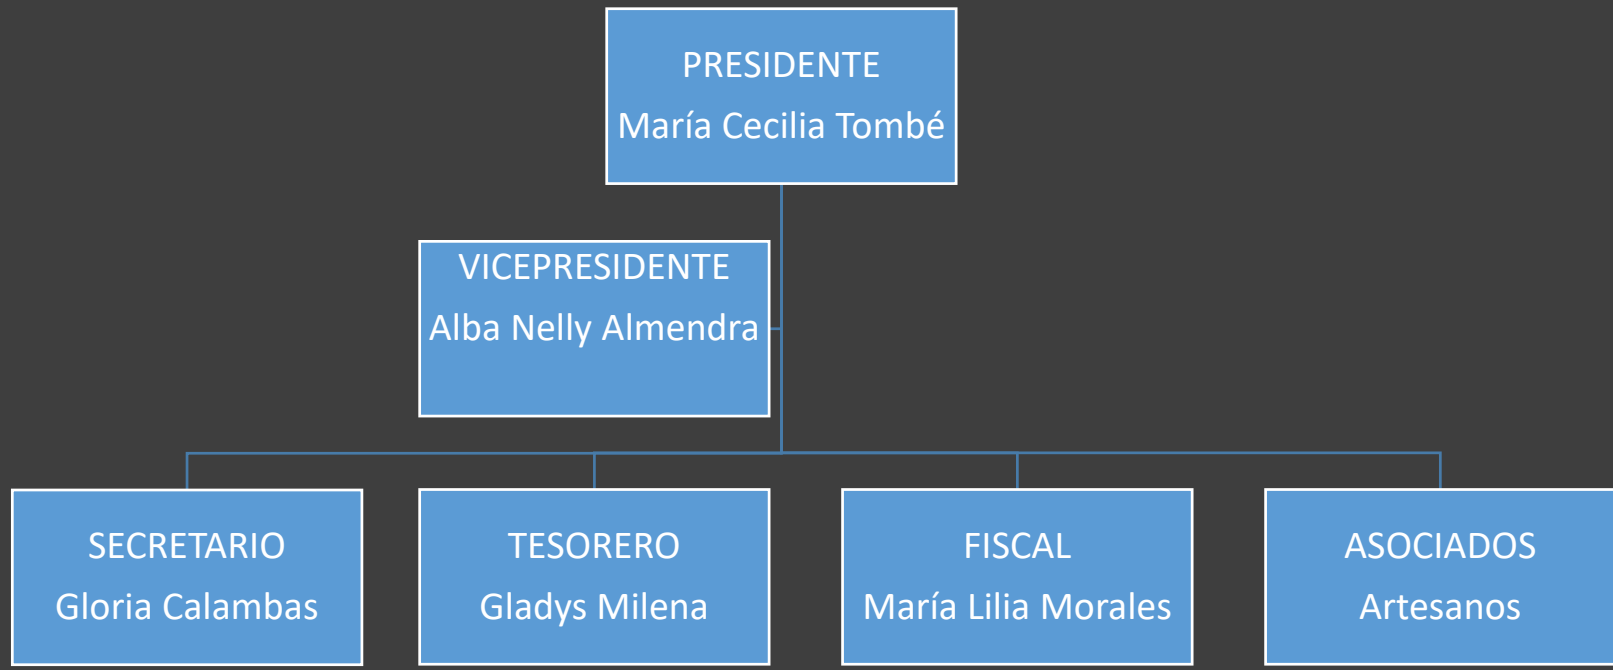 PRESIDENTE
María Cecilia Tombé
VICEPRESIDENTE
Alba Nelly Almendra
SECRETARIO
Gloria Calambas
TESORERO
Gladys Milena
FISCAL
María Lilia Morales
ASOCIADOS
Artesanos